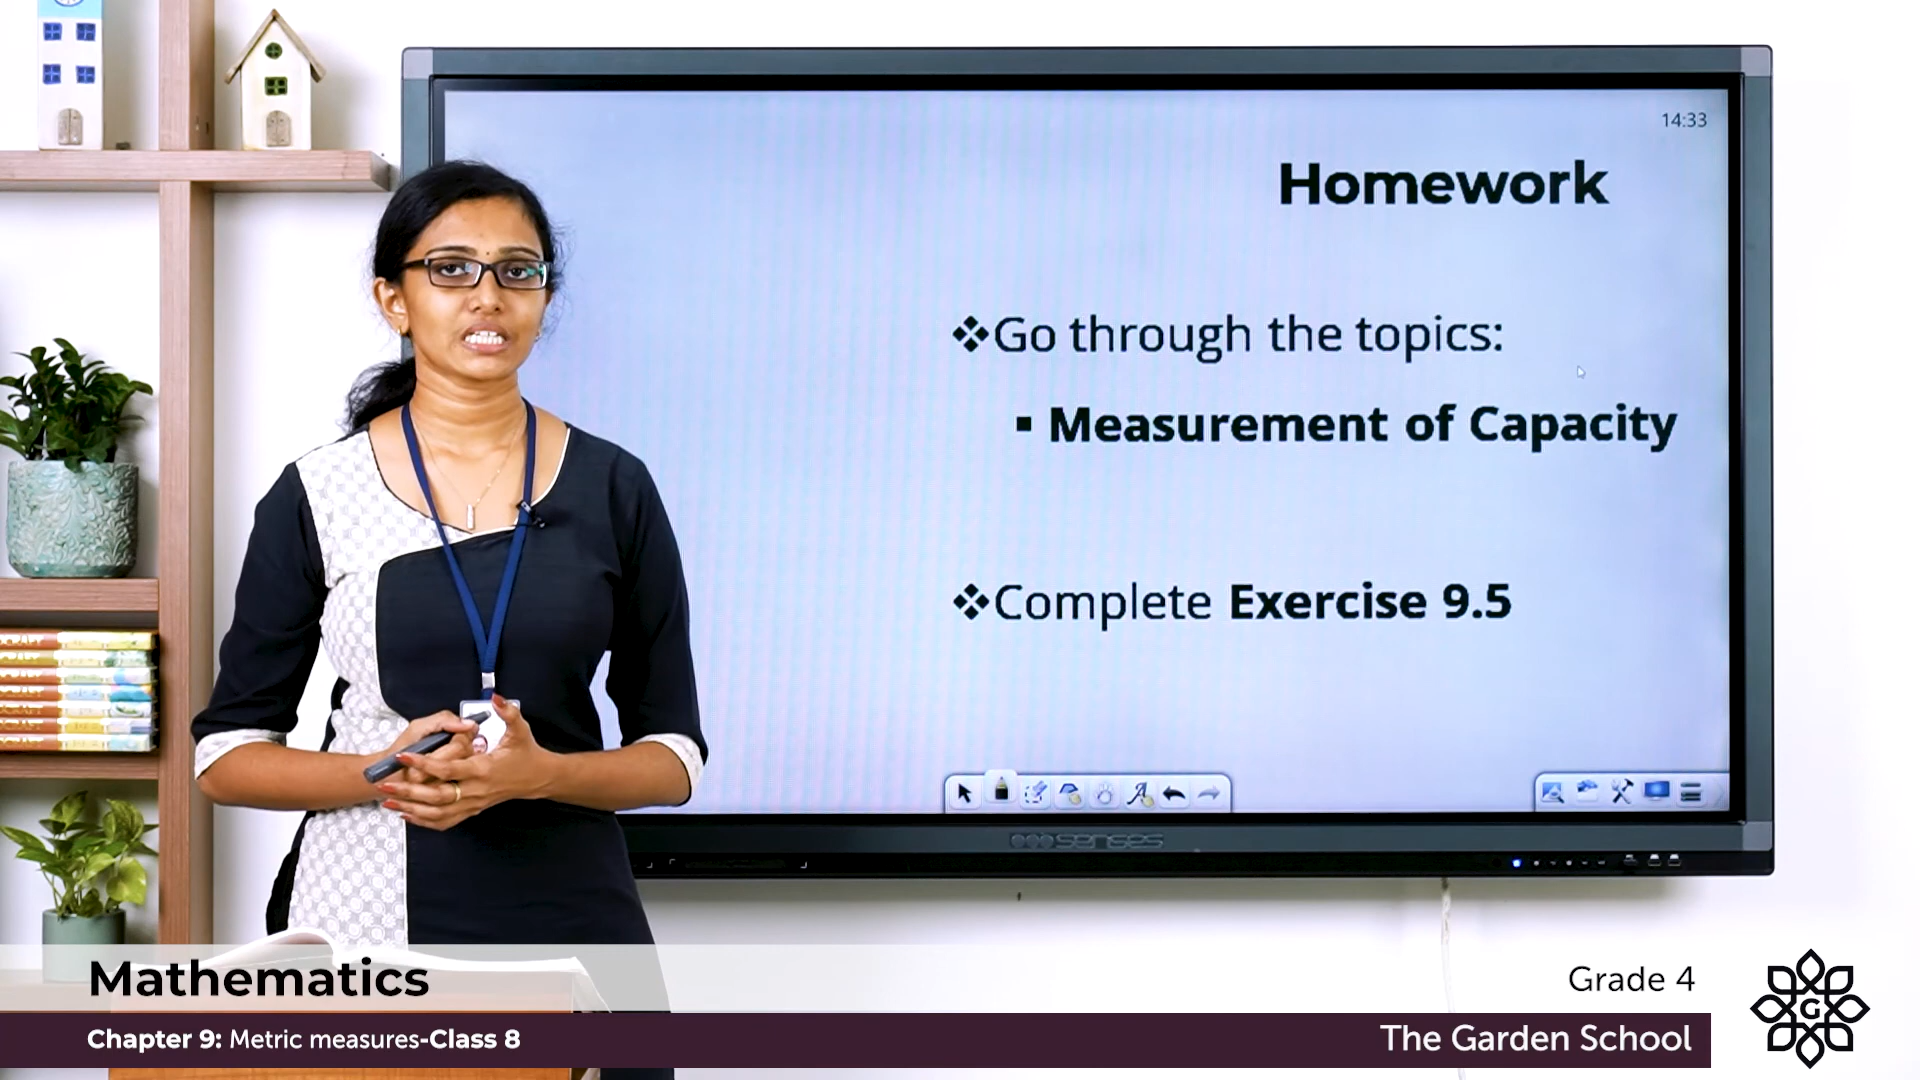 14:33
Homework
❖Go through the topics:
▪ Measurement of Capacity
❖Complete Exercise 9.5
senses
Mathematics
Grade 4
Chapter 9: Metric measures-Class 8
The Garden School
G